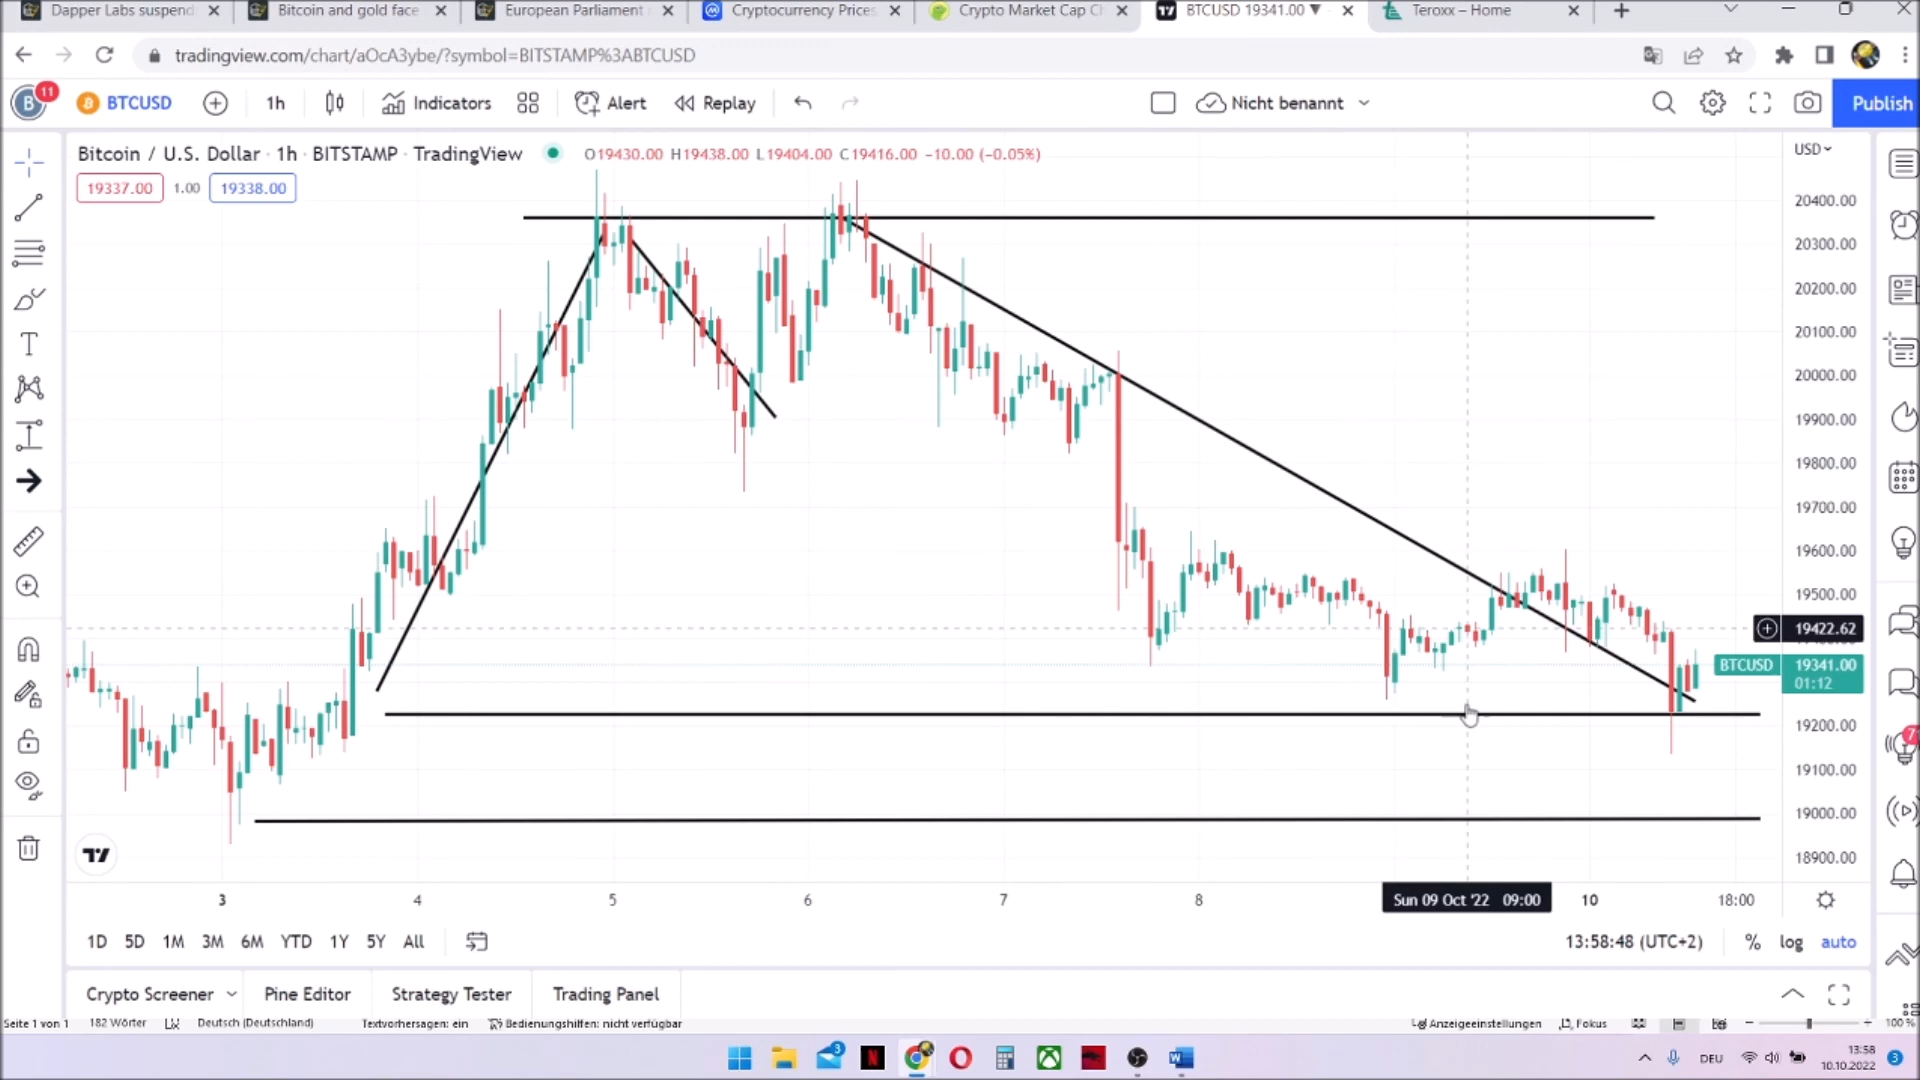 Dapper Labs suspend
Bitcoin and gold face
European Parliament
Cryptocurrency Prices
Crypto Market Cap C
BTCUSD 19341.00 ▼
Teroxx – Home
tradingview.com/chart/aOcA3ybe/?symbol=BITSTAMP%3ABTCUSD
B 11 BTCUSD 1h Indicators Alert Replay Nicht benannt Publish
Bitcoin / U.S. Dollar · 1h · BITSTAMP · TradingView O19430.00 H19438.00 L19404.00 C19416.00 −10.00 (−0.05%) USD
19337.00 1.00 19338.00
20400.00
20300.00
20200.00
20100.00
20000.00
19900.00
19800.00
19700.00
19600.00
19500.00
19422.62
BTCUSD 19341.00
01:12
19200.00
19100.00
19000.00
18900.00
7
3 4 5 6 7 8 Sun 09 Oct '22 09:00 10 18:00
1D 5D 1M 3M 6M YTD 1Y 5Y All 13:58:48 (UTC+2) % log auto
Crypto Screener Pine Editor Strategy Tester Trading Panel
Seite 1 von 1 182 Wörter Deutsch (Deutschland) Textvorhersagen: ein Bedienungshilfen: nicht verfügbar Anzeigeeinstellungen Fokus 100 %
3 DEU 13:58 3
10.10.2022